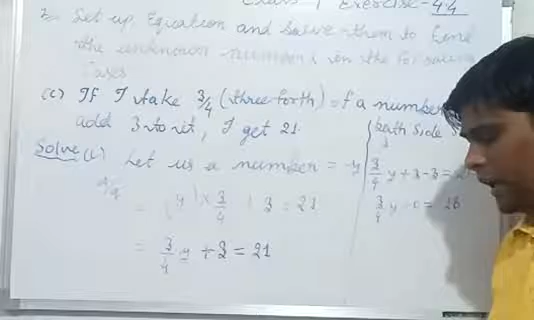 Exercise-4.4
Set up Equation and Solve them to find
the unknown numbers in the following
Cases
(c) If I take 3/4 (three-forth) of a number
add 3 to it, I get 21.
Solve (c) Let us a number = y
(y) × 3/4 + 3 = 21
= 3/4 y + 3 = 21
both side
3
3/4 y + 3 - 3 = 2
3/4 y = 18